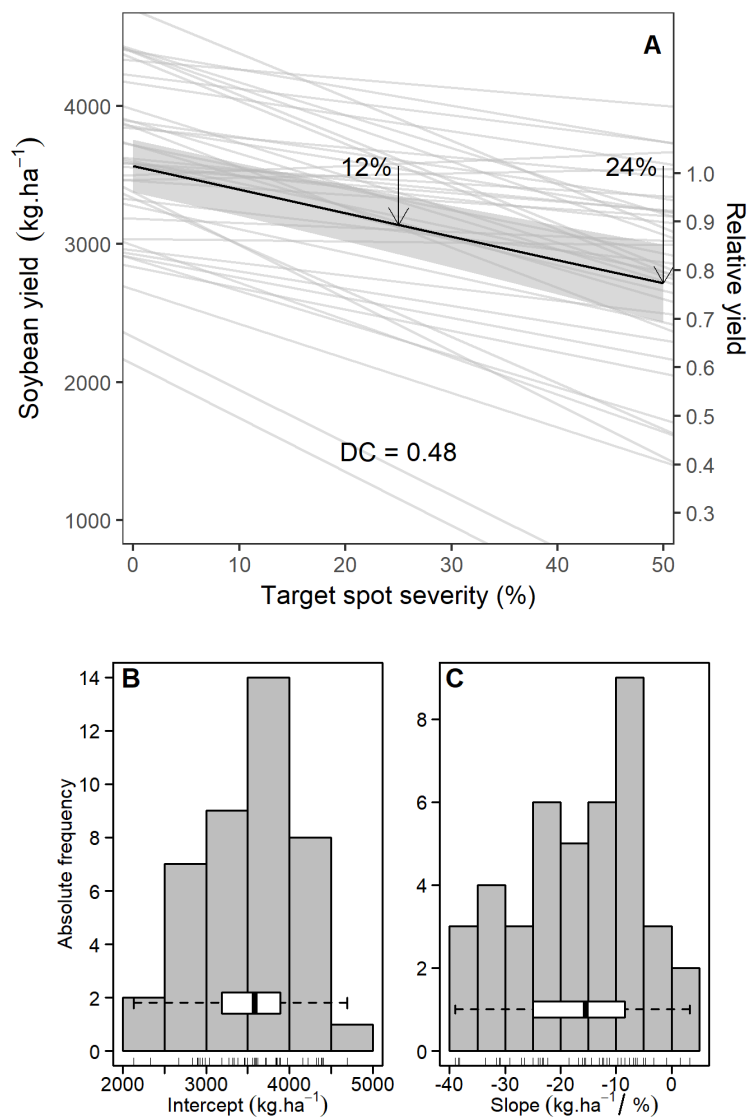 A
4000
3000
2000
1000
Soybean yield (kg.ha⁻¹)
12%
24%
1.0
0.9
0.8
0.7
0.6
0.5
0.4
0.3
Relative yield
DC = 0.48
0 10 20 30 40 50
Target spot severity (%)
B
14
12
10
8
6
4
2
0
Absolute frequency
2000 3000 4000 5000
Intercept (kg.ha⁻¹)
C
8
6
4
2
0
-40 -30 -20 -10 0
Slope (kg.ha⁻¹/ %)